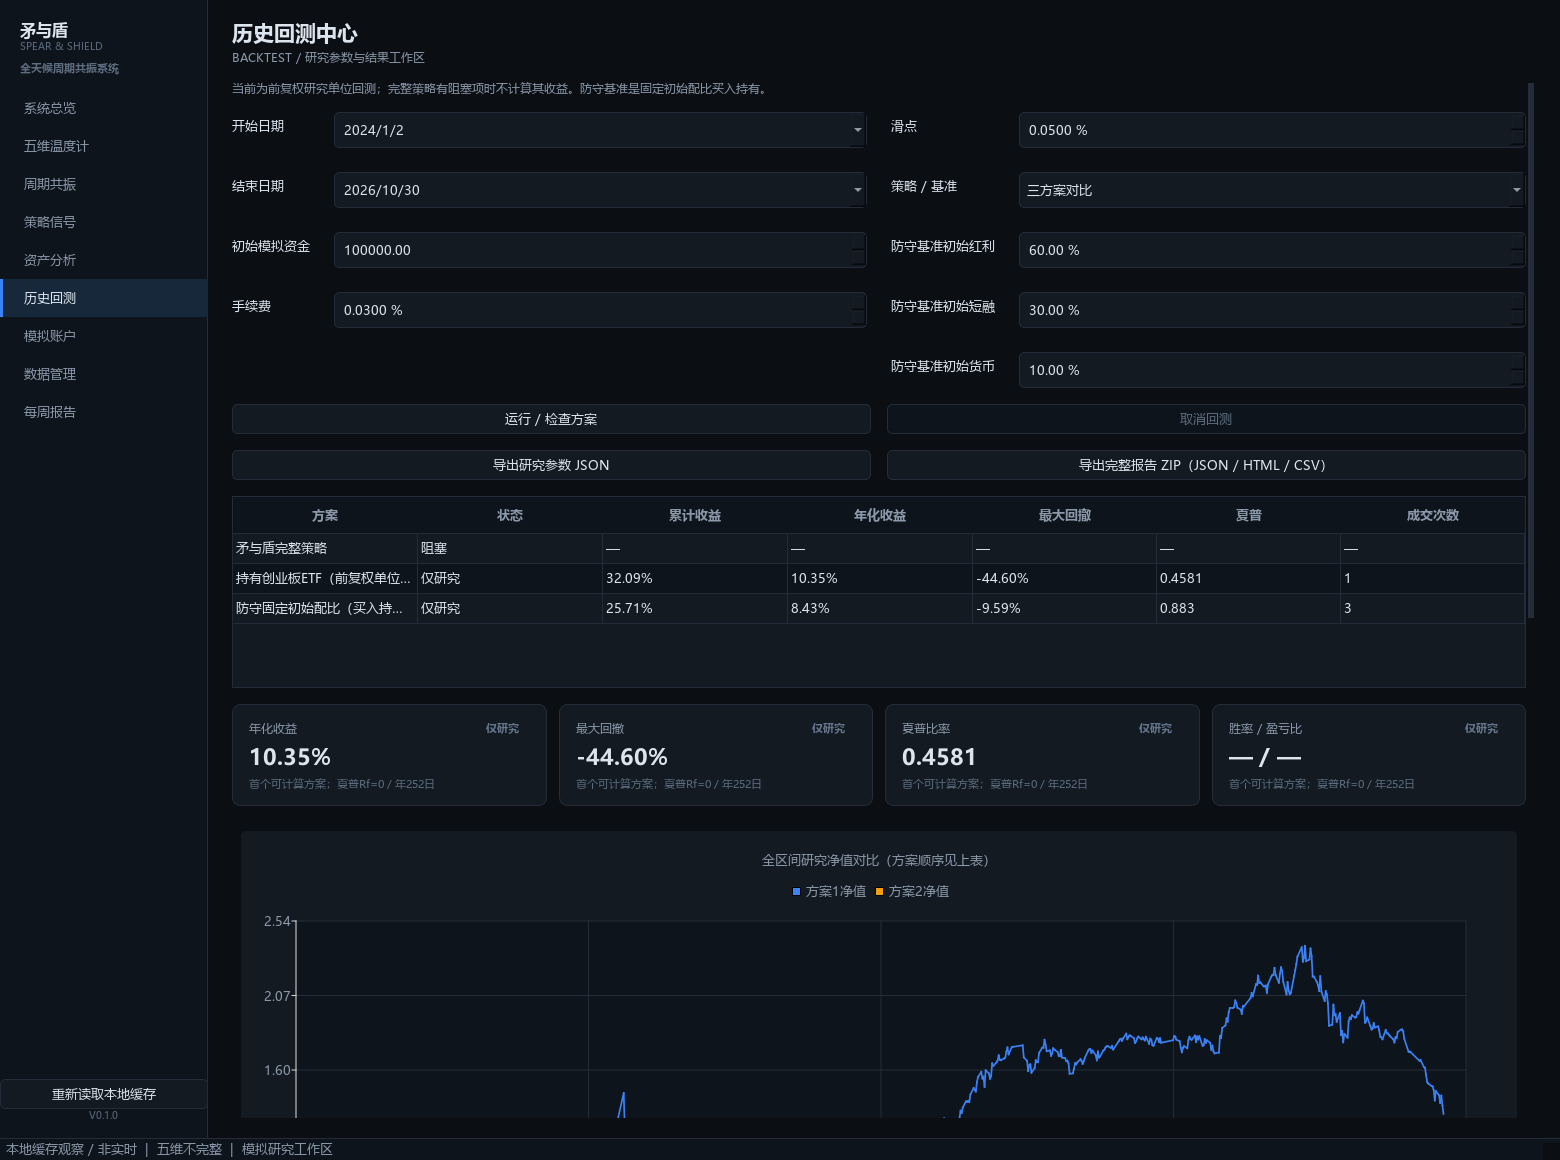 矛与盾
SPEAR & SHIELD
全天候周期共振系统
系统总览
五维温度计
周期共振
策略信号
资产分析
历史回测
模拟账户
数据管理
每周报告
重新读取本地缓存
V0.1.0
历史回测中心
BACKTEST / 研究参数与结果工作区
当前为前复权研究单位回测；完整策略有阻塞项时不计算其收益。防守基准是固定初始配比买入持有。
开始日期
2024/1/2
滑点
0.0500 %
结束日期
2026/10/30
策略 / 基准
三方案对比
初始模拟资金
100000.00
防守基准初始红利
60.00 %
手续费
0.0300 %
防守基准初始短融
30.00 %
防守基准初始货币
10.00 %
运行 / 检查方案
取消回测
导出研究参数 JSON
导出完整报告 ZIP（JSON / HTML / CSV）
方案 状态 累计收益 年化收益 最大回撤 夏普 成交次数
矛与盾完整策略 阻塞 — — — — —
持有创业板ETF（前复权单位... 仅研究 32.09% 10.35% -44.60% 0.4581 1
防守固定初始配比（买入持... 仅研究 25.71% 8.43% -9.59% 0.883 3
年化收益 仅研究
10.35%
首个可计算方案；夏普Rf=0 / 年252日
最大回撤 仅研究
-44.60%
首个可计算方案；夏普Rf=0 / 年252日
夏普比率 仅研究
0.4581
首个可计算方案；夏普Rf=0 / 年252日
胜率 / 盈亏比 仅研究
— / —
首个可计算方案；夏普Rf=0 / 年252日
全区间研究净值对比（方案顺序见上表）
方案1净值 方案2净值
2.54
2.07
1.60
本地缓存观察 / 非实时 | 五维不完整 | 模拟研究工作区